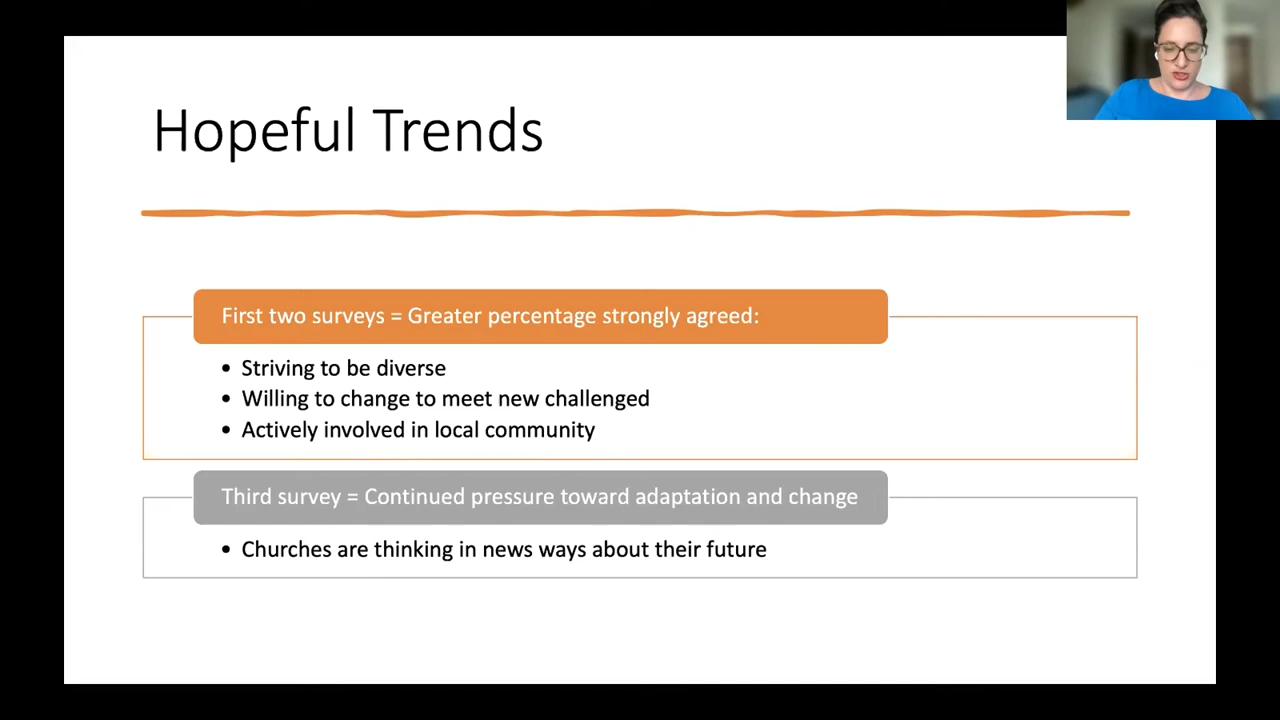 Hopeful Trends
First two surveys = Greater percentage strongly agreed:
• Striving to be diverse
• Willing to change to meet new challenged
• Actively involved in local community
Third survey = Continued pressure toward adaptation and change
• Churches are thinking in news ways about their future